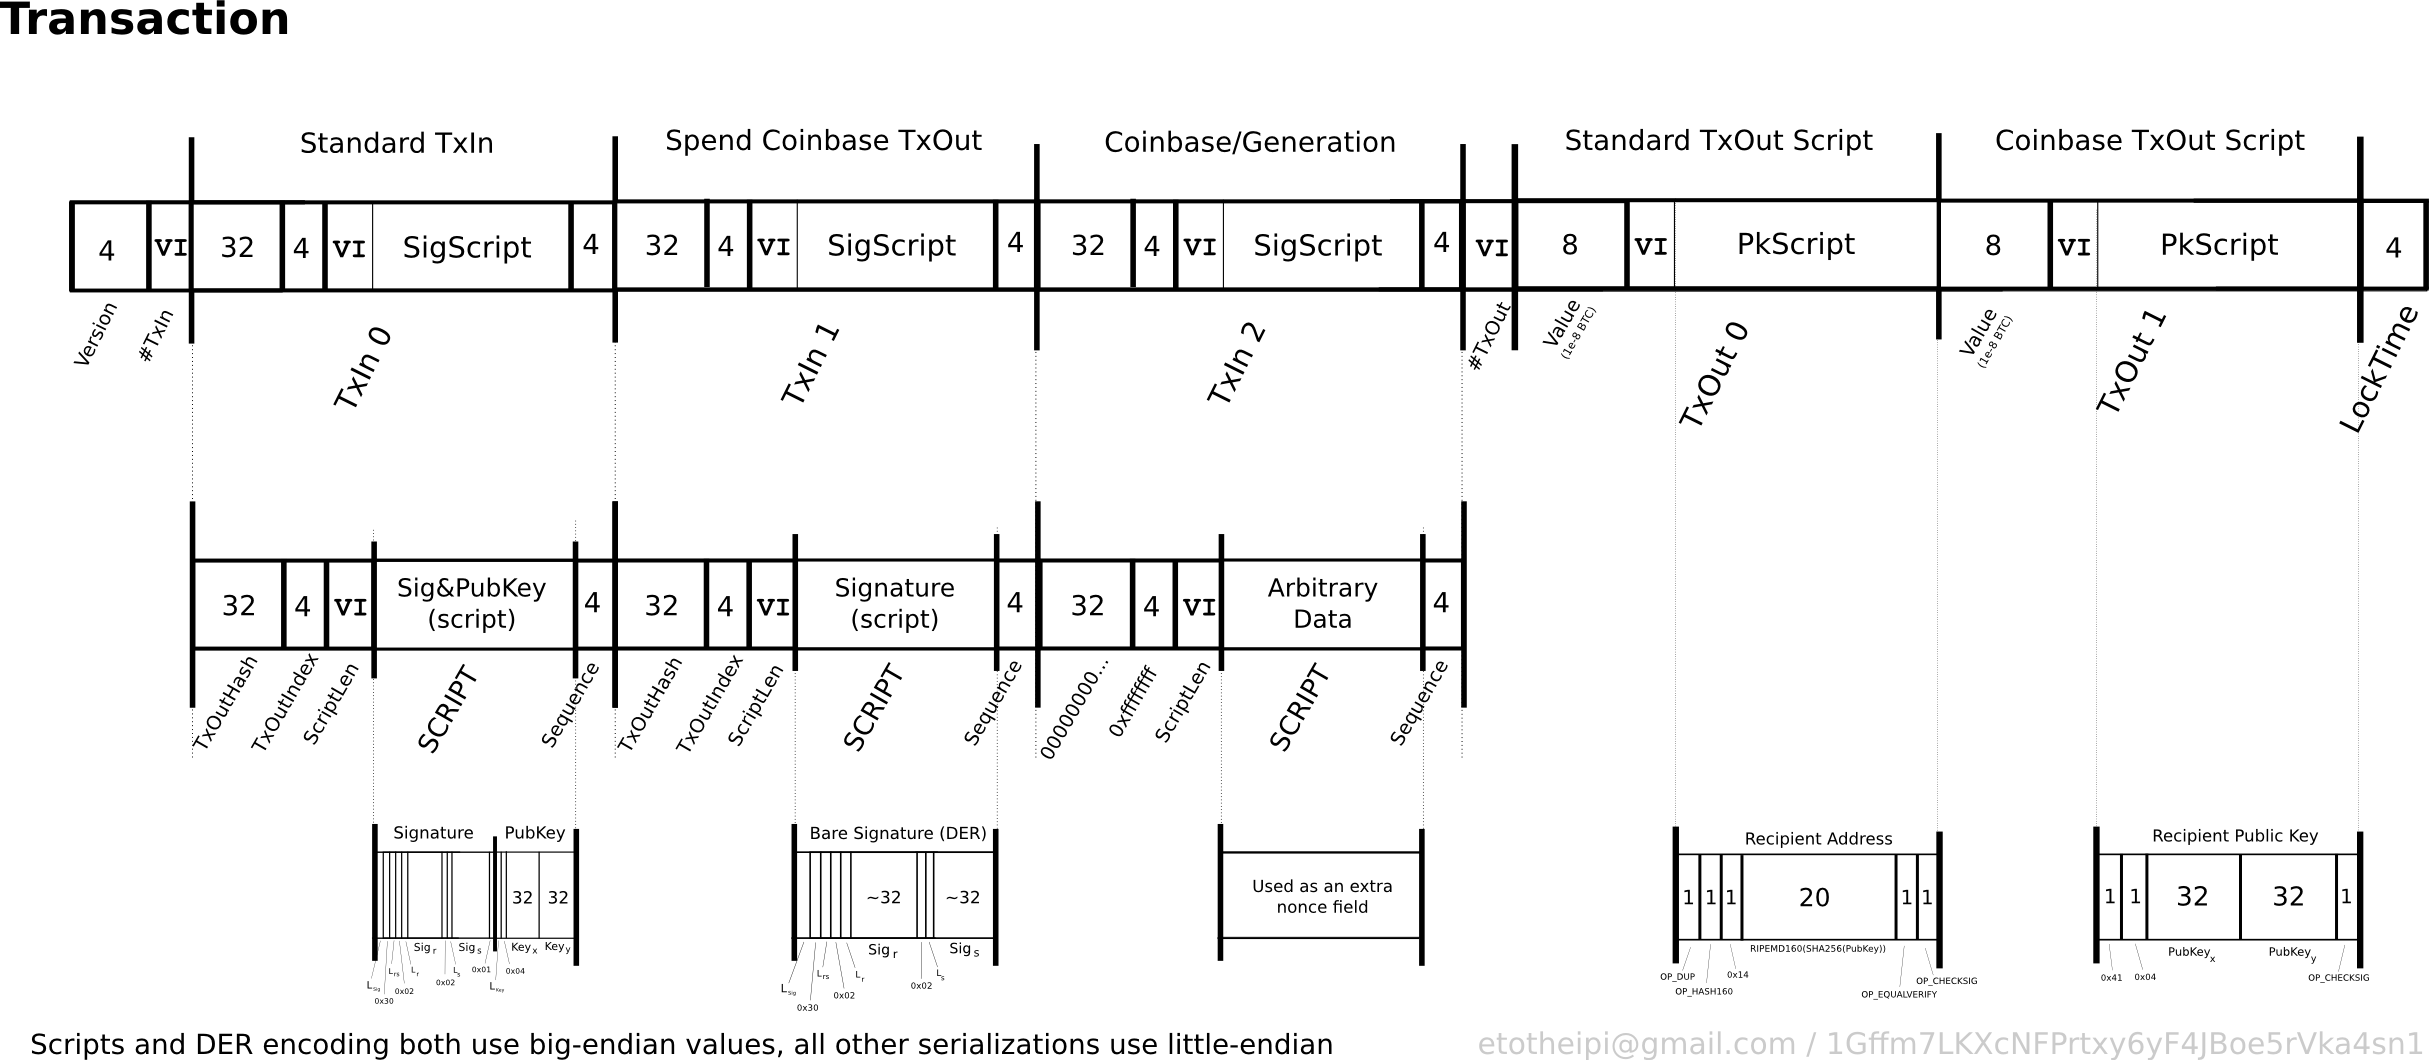 Transaction
Standard TxIn
Spend Coinbase TxOut
Coinbase/Generation
Standard TxOut Script
Coinbase TxOut Script
4 VI 32 4 VI SigScript 4 32 4 VI SigScript 4 32 4 VI SigScript 4 VI 8 VI PkScript 8 VI PkScript 4
Version
#TxIn
TxIn 0
TxIn 1
TxIn 2
#TxOut
Value
(1e-8 BTC)
TxOut 0
Value
(1e-8 BTC)
TxOut 1
LockTime
32 4 VI Sig&PubKey
(script) 4 32 4 VI Signature
(script) 4 32 4 VI Arbitrary
Data 4
TxOutHash
TxOutIndex
ScriptLen
SCRIPT
Sequence
TxOutHash
TxOutIndex
ScriptLen
SCRIPT
Sequence
00000000...
0xffffffff
ScriptLen
SCRIPT
Sequence
Signature PubKey
32 32
Sig r Sig s Key x Key y
L Sig 0x30 L rs 0x02 L r 0x02 L s 0x01 L Key 0x04
Bare Signature (DER)
~32 ~32
Sig r Sig s
L Sig 0x30 L rs 0x02 L r 0x02 L s
Used as an extra
nonce field
Recipient Address
1 1 1 20 1 1
RIPEMD160(SHA256(PubKey))
OP_DUP OP_HASH160 0x14 OP_EQUALVERIFY OP_CHECKSIG
Recipient Public Key
1 1 32 32 1
PubKey x PubKey y
0x41 0x04 OP_CHECKSIG
Scripts and DER encoding both use big-endian values, all other serializations use little-endian
etotheipi@gmail.com / 1Gffm7LKXcNFPrtxy6yF4JBoe5rVka4sn1